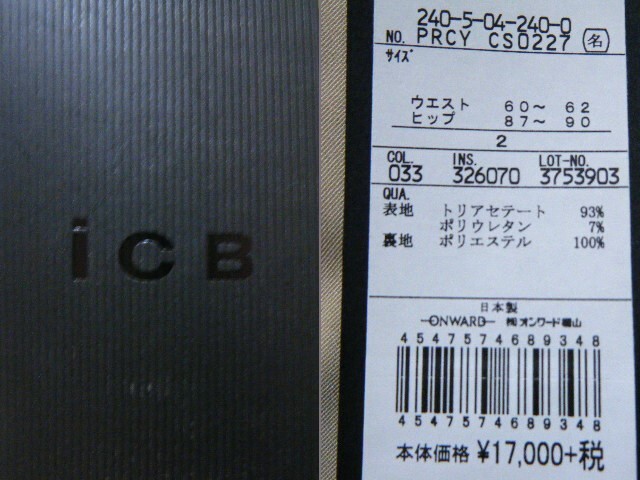 iCB
240-5-04-240-0
NO. PRCY CS0227 名
サイズ
ウエスト 60～ 62
ヒップ 87～ 90
2
COL. INS. LOT-NO.
033 326070 3753903
QUA.
表地 トリアセテート 93%
ポリウレタン 7%
裏地 ポリエステル 100%
日本製
ONWARD ㈱オンワード樫山
4547574689348
4547574689348
本体価格 ¥17,000+税